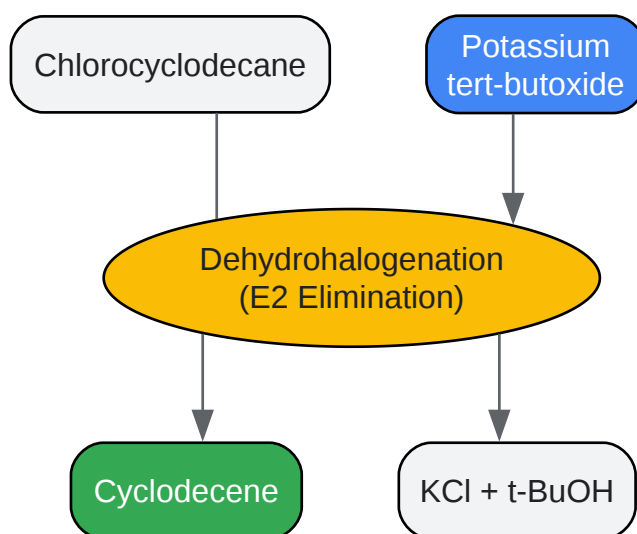 Chlorocyclodecane
Potassium
tert-butoxide
Dehydrohalogenation
(E2 Elimination)
Cyclodecene
KCl + t-BuOH